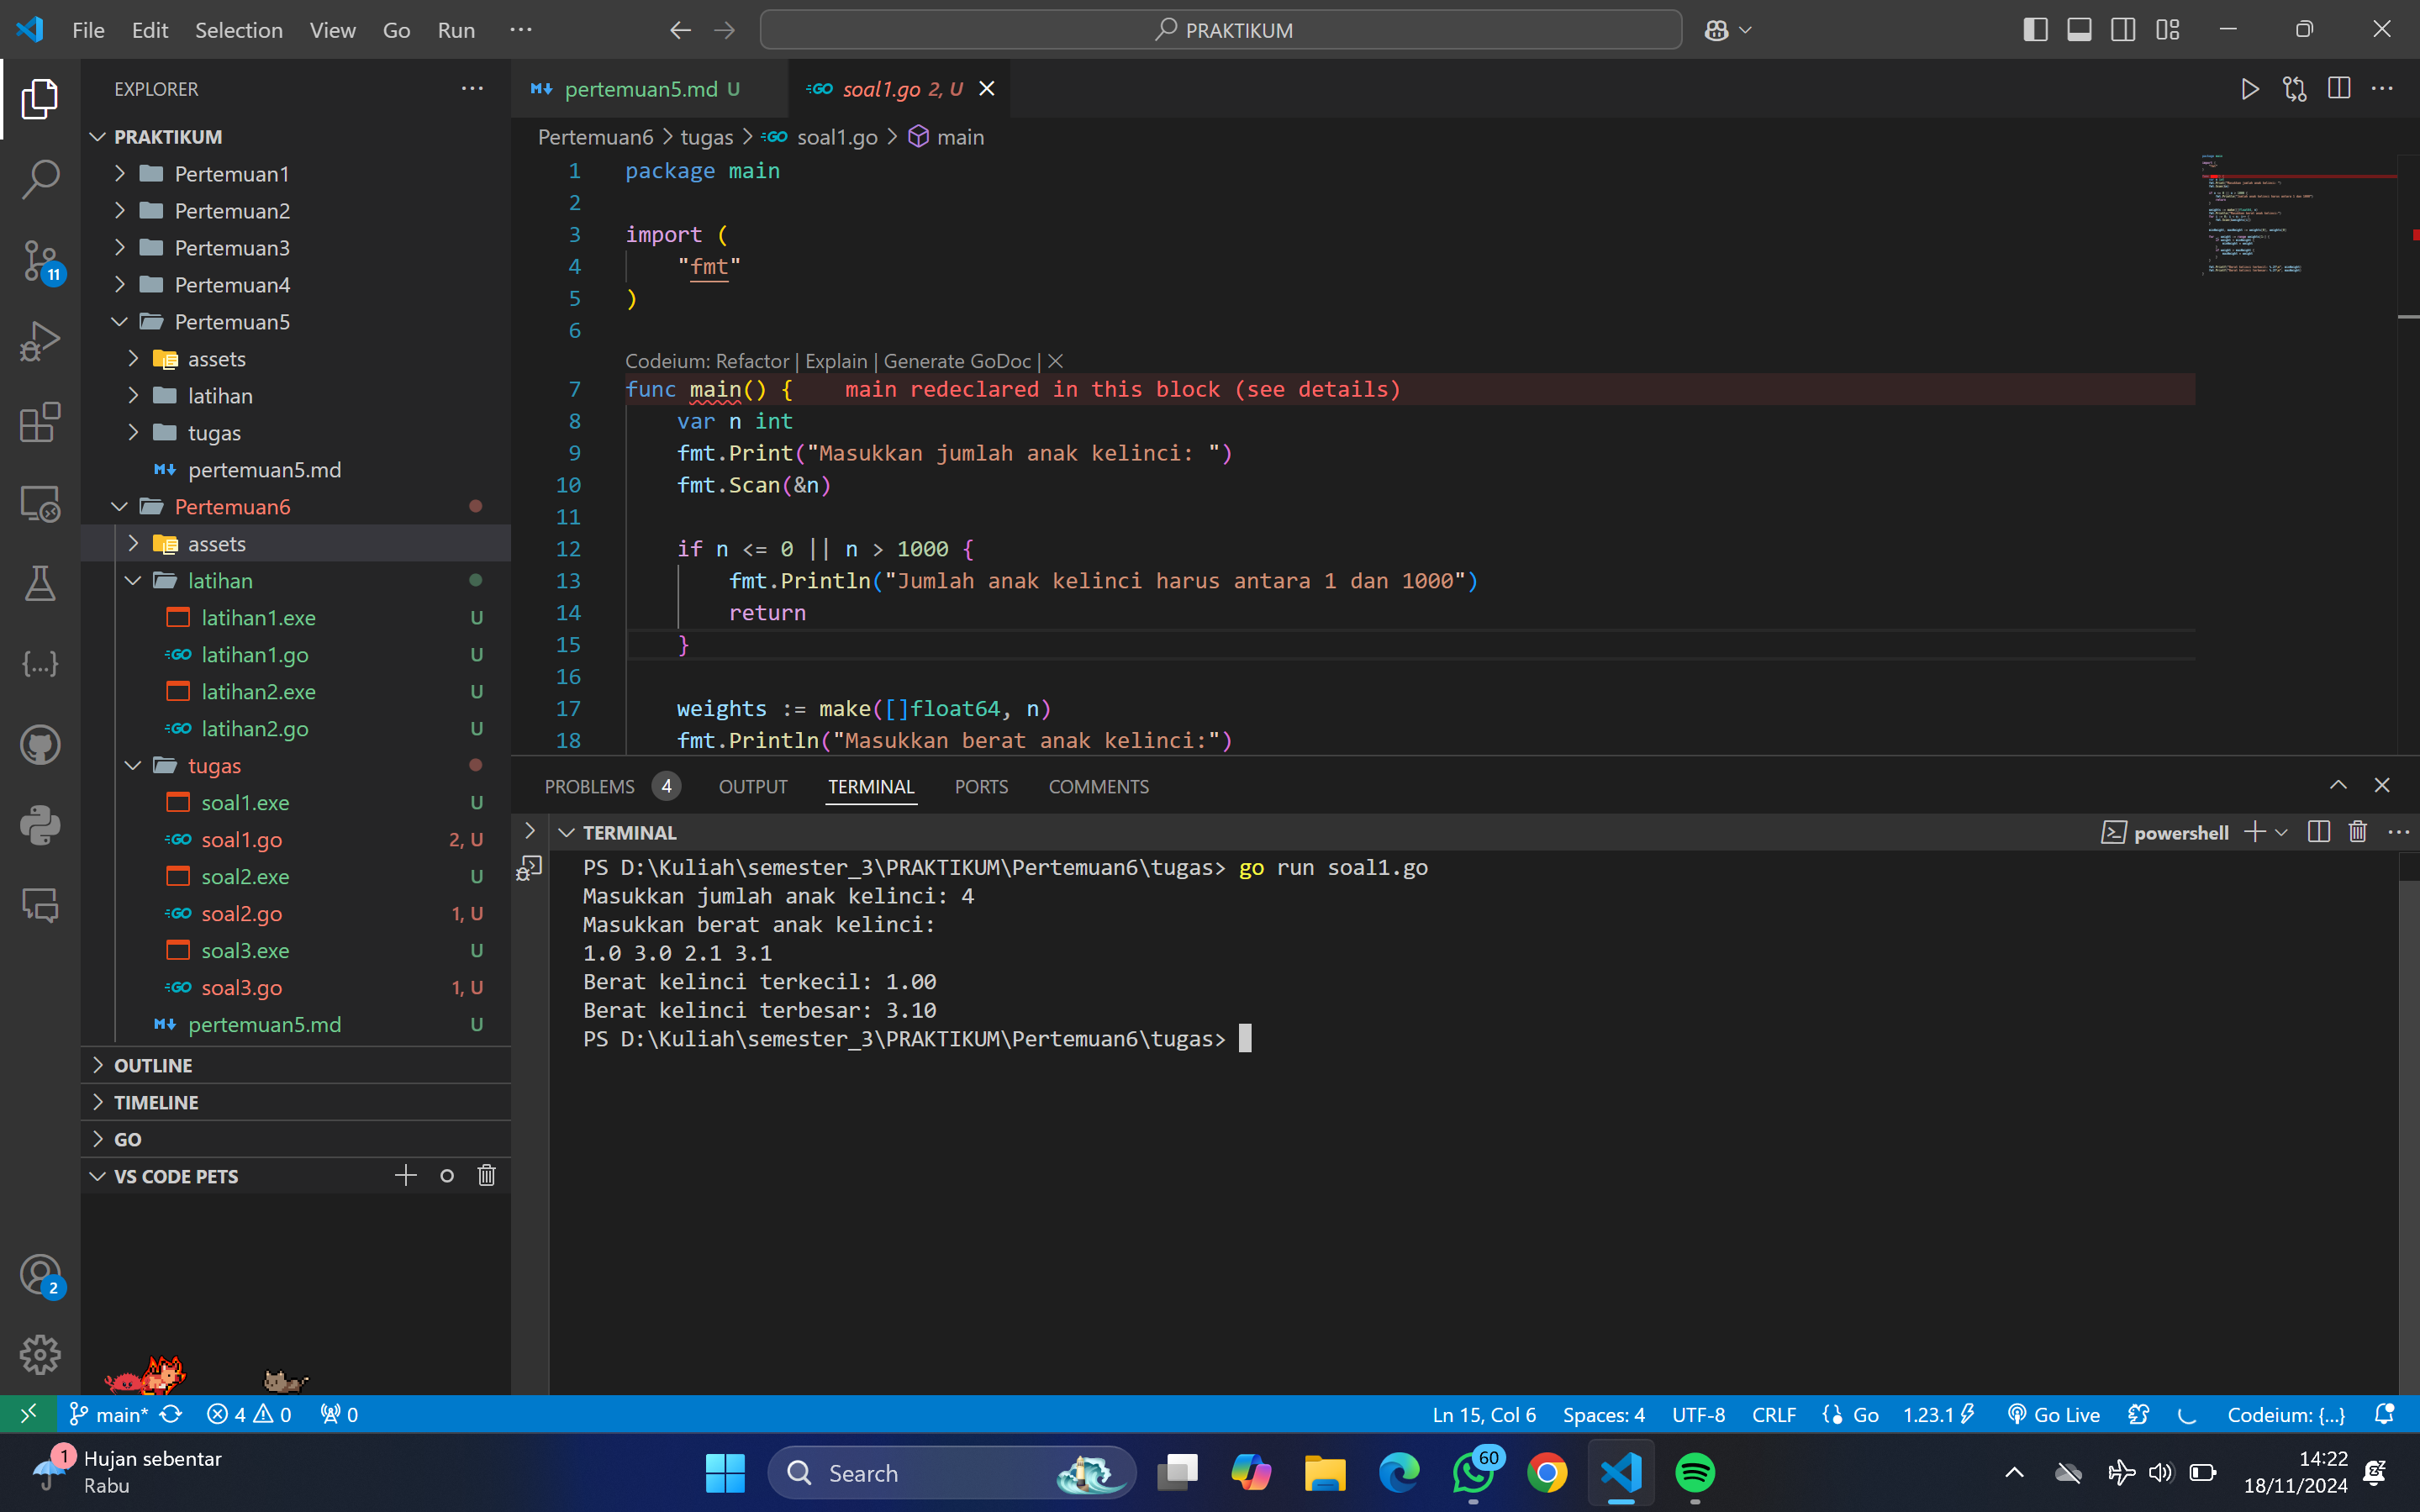 File Edit Selection View Go Run ··· PRAKTIKUM
EXPLORER ···
PRAKTIKUM
Pertemuan1
Pertemuan2
Pertemuan3
Pertemuan4
Pertemuan5
assets
latihan
tugas
pertemuan5.md
Pertemuan6
assets
latihan
latihan1.exe U
latihan1.go U
latihan2.exe U
latihan2.go U
tugas
soal1.exe U
soal1.go 2, U
soal2.exe U
soal2.go 1, U
soal3.exe U
soal3.go 1, U
pertemuan5.md U
OUTLINE
TIMELINE
GO
VS CODE PETS
11
2
pertemuan5.md U soal1.go 2, U
Pertemuan6 > tugas > GO soal1.go > main
1 package main
2
3 import (
4 "fmt"
5 )
6
Codeium: Refactor | Explain | Generate GoDoc | X
7 func main() { main redeclared in this block (see details)
8 var n int
9 fmt.Print("Masukkan jumlah anak kelinci: ")
10 fmt.Scan(&n)
11
12 if n <= 0 || n > 1000 {
13 fmt.Println("Jumlah anak kelinci harus antara 1 dan 1000")
14 return
15 }
16
17 weights := make([]float64, n)
18 fmt.Println("Masukkan berat anak kelinci:")
PROBLEMS 4 OUTPUT TERMINAL PORTS COMMENTS
TERMINAL powershell
PS D:\Kuliah\semester_3\PRAKTIKUM\Pertemuan6\tugas> go run soal1.go
Masukkan jumlah anak kelinci: 4
Masukkan berat anak kelinci:
1.0 3.0 2.1 3.1
Berat kelinci terkecil: 1.00
Berat kelinci terbesar: 3.10
PS D:\Kuliah\semester_3\PRAKTIKUM\Pertemuan6\tugas>
main* 4 0 0 Ln 15, Col 6 Spaces: 4 UTF-8 CRLF Go 1.23.1 Go Live Codeium: {...}
1 Hujan sebentar
Rabu
Search
60
14:22
18/11/2024